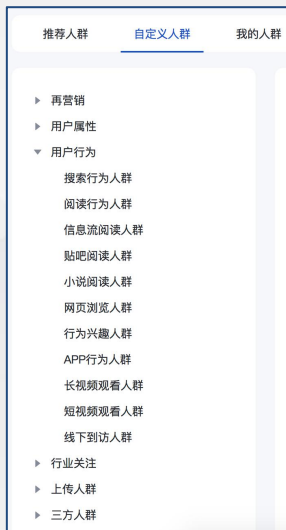 推荐人群 自定义人群 我的人群
再营销
用户属性
用户行为
搜索行为人群
阅读行为人群
信息流阅读人群
贴吧阅读人群
小说阅读人群
网页浏览人群
行为兴趣人群
APP行为人群
长视频观看人群
短视频观看人群
线下到访人群
行业关注
上传人群
三方人群